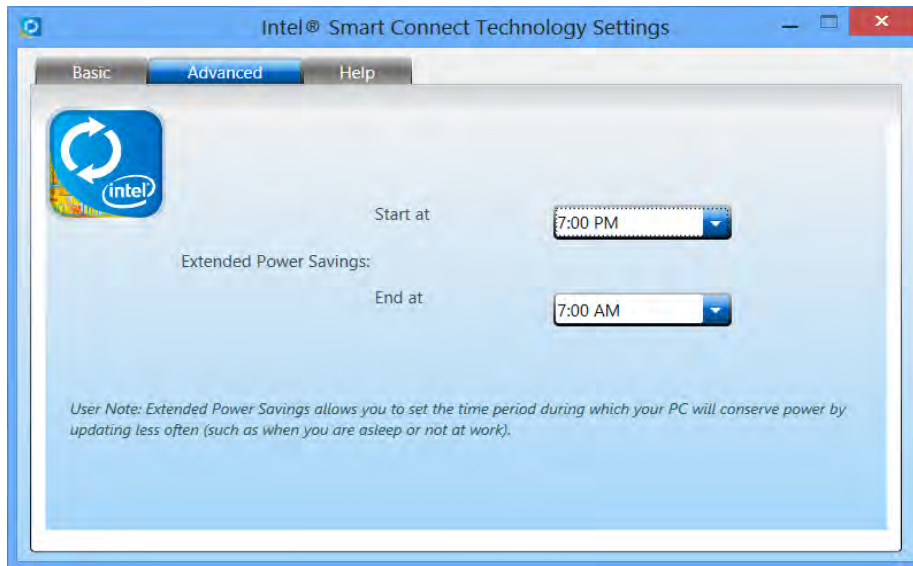 Intel® Smart Connect Technology Settings
Basic
Advanced
Help
intel
Start at
7:00 PM
Extended Power Savings:
End at
7:00 AM
User Note: Extended Power Savings allows you to set the time period during which your PC will conserve power by
updating less often (such as when you are asleep or not at work).